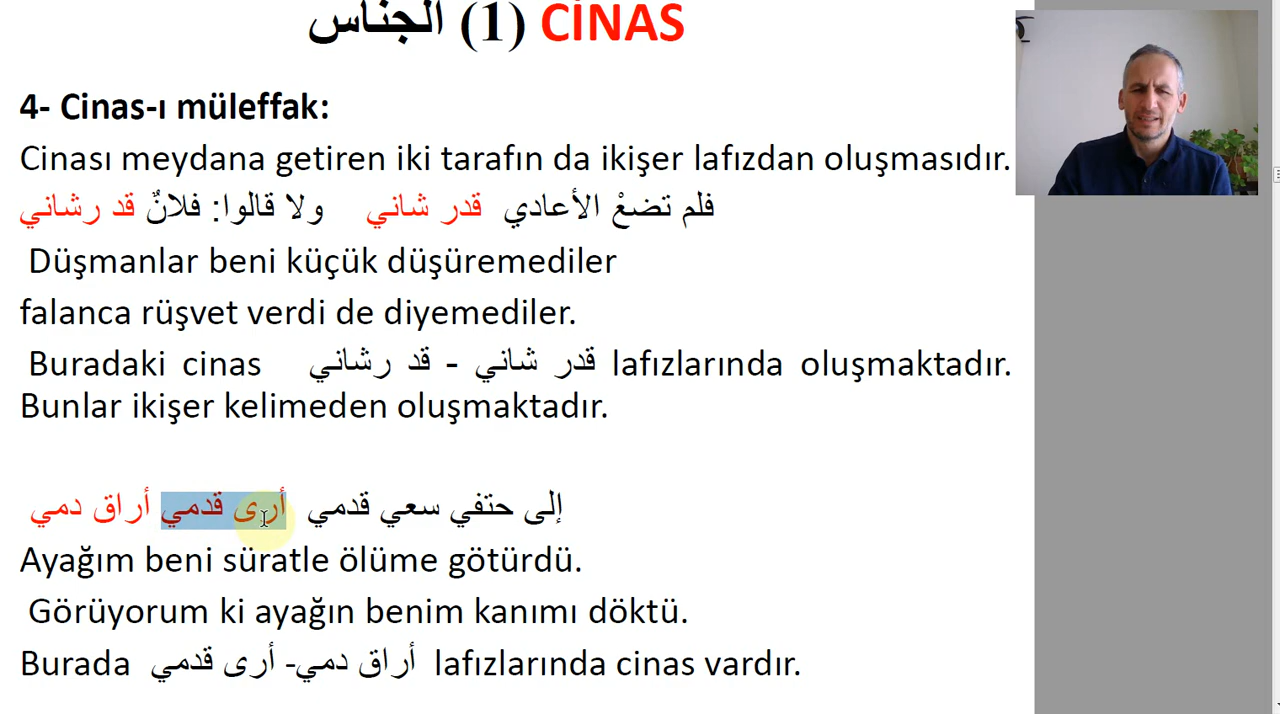 الجناس (1) CİNAS
4- Cinas-ı müleffak:
Cinası meydana getiren iki tarafın da ikişer lafızdan oluşmasıdır.
فلم تضعْ الأعادي قدر شاني ولا قالوا: فلانٌ قد رشاني
Düşmanlar beni küçük düşüremediler
falanca rüşvet verdi de diyemediler.
Buradaki cinas قدر شاني - قد رشاني lafızlarında oluşmaktadır.
Bunlar ikişer kelimeden oluşmaktadır.
إلى حتفي سعي قدمي أرى قدمي أراق دمي
Ayağım beni süratle ölüme götürdü.
Görüyorum ki ayağın benim kanımı döktü.
Burada أراق دمي- أرى قدمي lafızlarında cinas vardır.